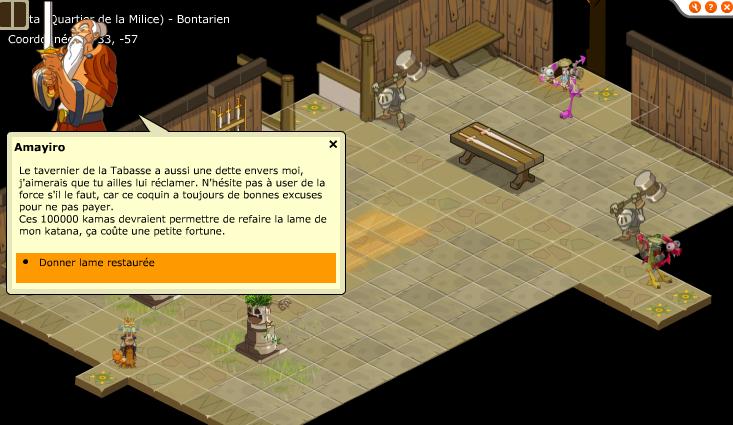 ta (Quartier de la Milice) - Bontarien
33, -57
Amayiro
Le tavernier de la Tabasse a aussi une dette envers moi,
j'aimerais que tu ailles lui réclamer. N'hésite pas à user de la
force s'il le faut, car ce coquin a toujours de bonnes excuses
pour ne pas payer.
Ces 100000 kamas devraient permettre de refaire la lame de
mon katana, ça coûte une petite fortune.
Donner lame restaurée